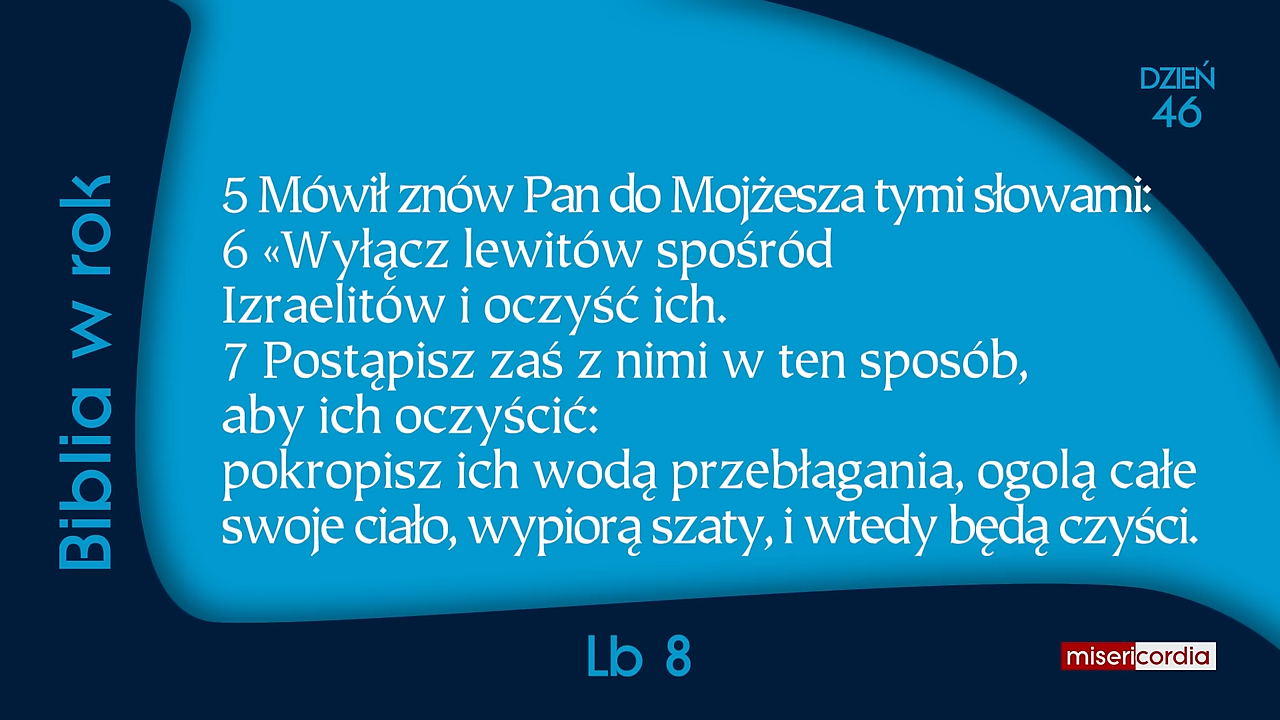 DZIEŃ
46
Biblia w rok
5 Mówił znów Pan do Mojżesza tymi słowami:
6 «Wyłącz lewitów spośród
Izraelitów i oczyść ich.
7 Postąpisz zaś z nimi w ten sposób,
aby ich oczyścić:
pokropisz ich wodą przebłagania, ogolą całe
swoje ciało, wypiorą szaty, i wtedy będą czyści.
Lb 8
misericordia